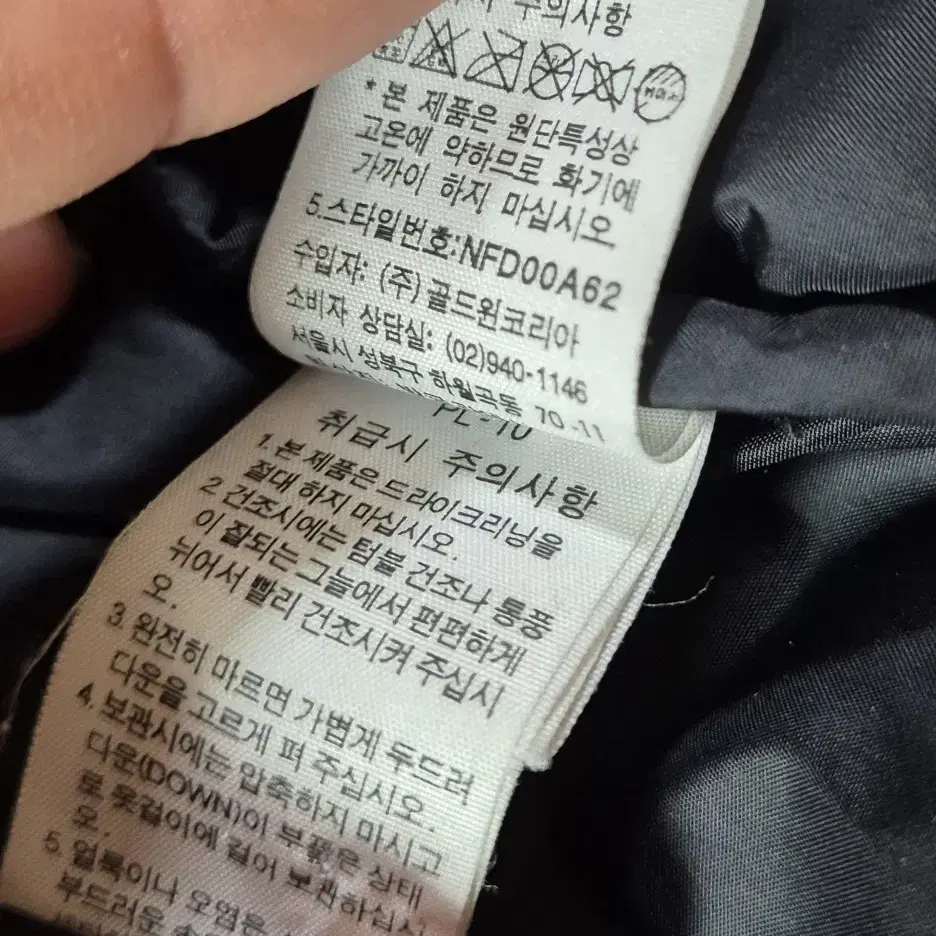 주의사항
* 본 제품은 원단특성상
고온에 약하므로 화기에
가까이 하지 마십시오
5.스타일번호:NFD00A62
수입자: (주) 골드윈코리아
소비자 상담실: (02)940-1146
서울시 성북구 하월곡동 70-11
PL-10
취급시 주의사항
1. 본 제품은 드라이크리닝을
절대 하지 마십시오.
2 건조시에는 텀블 건조나 통풍
이 잘되는 그늘에서 편편하게
뉘어서 빨리 건조시켜 주십시
오.
3. 완전히 마르면 가볍게 두드려
다운을 고르게 펴 주십시오.
4. 보관시에는 압축하지 마시고
다운(DOWN)이 부풀은 상태
로 옷걸이에 걸어 보관하십시
오.
5. 얼룩이나 오염은
부드러운